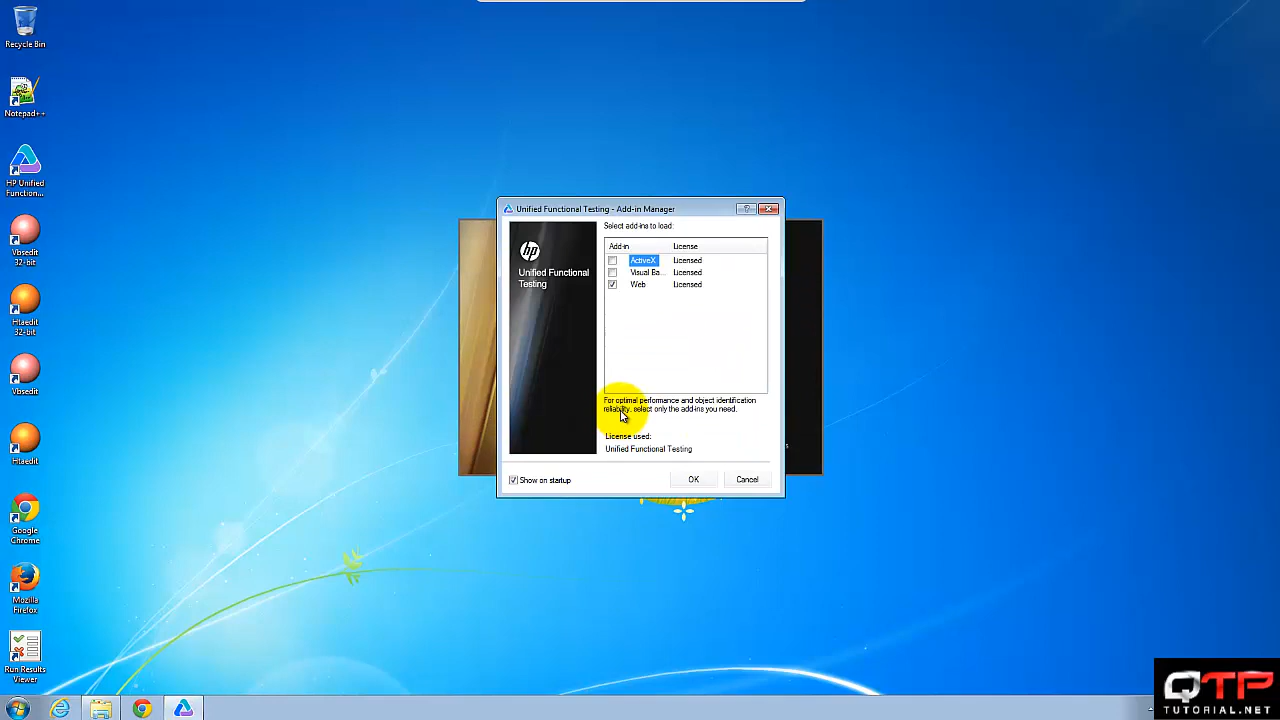 Recycle Bin
Notepad++
HP Unified
Function...
Vbsedit
32-bit
Htaedit
32-bit
Vbsedit
Htaedit
Google
Chrome
Mozilla
Firefox
Run Results
Viewer
Unified Functional Testing - Add-in Manager
hp
Unified Functional
Testing
Select add-ins to load:
Add-in License
ActiveX Licensed
Visual Ba... Licensed
Web Licensed
For optimal performance and object identification
reliability, select only the add-ins you need.
License used:
Unified Functional Testing
Show on startup
OK Cancel
QTP
TUTORIAL.NET